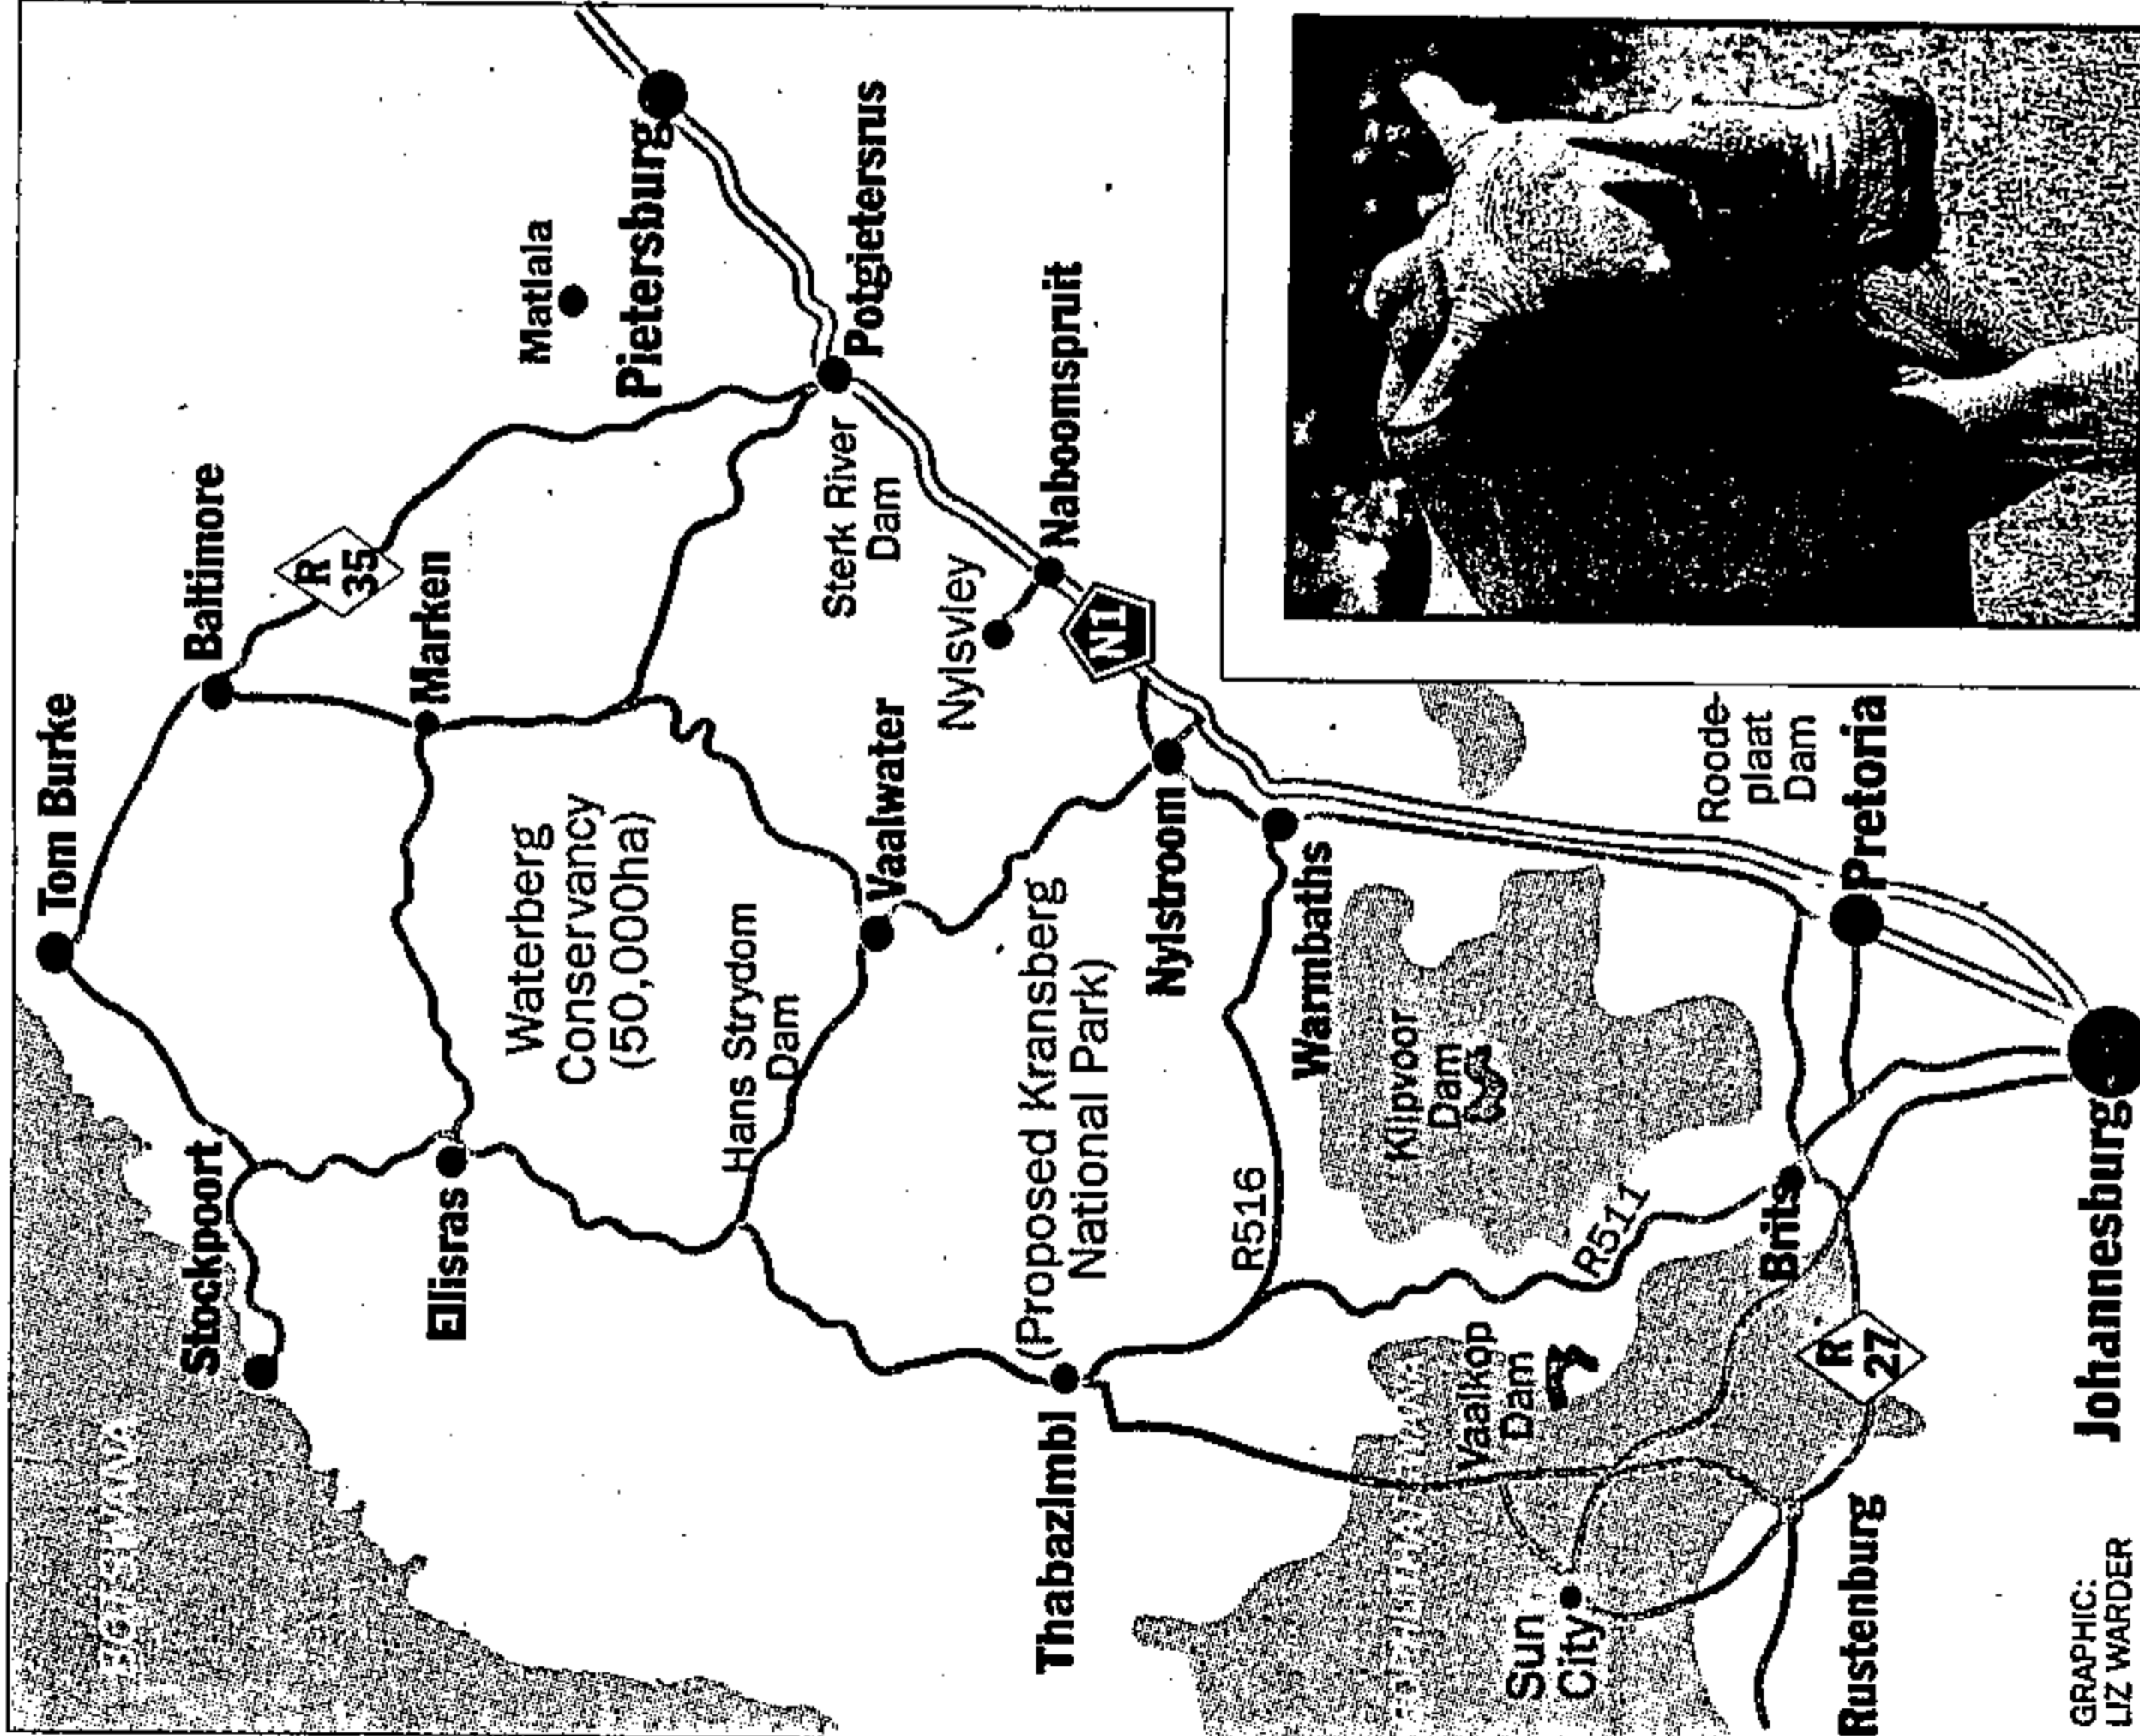 BOTSWANA
Stockpoort
Tom Burke
Baltimore
R
35
Ellisras
Marken
Waterberg
Conservancy
(50,000ha)
Matlala
Pietersburg
Hans Strydom
Dam
Vaalwater
Sterk River
Dam
Potgietersrus
Nylsvley
Naboomspruit
N1
Thabazimbi
(Proposed Kransberg
National Park)
Nylstroom
R516
Warmbaths
Klipvoor
Dam
Vaalkop
Dam
R511
Sun
City
Roode-
plaat
Dam
Brits
Pretoria
R
27
Rustenburg
Johannesburg
GRAPHIC:
LIZ WARDER